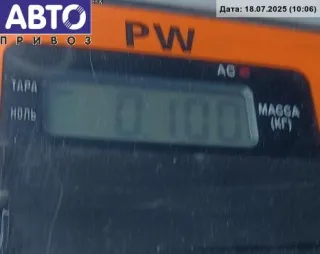 АВТО
ПРИВОЗ
Дата: 18.07.2025 (10:06)
PW
AC
ТАРА
НОЛЬ
0.100
МАССА
(КГ)